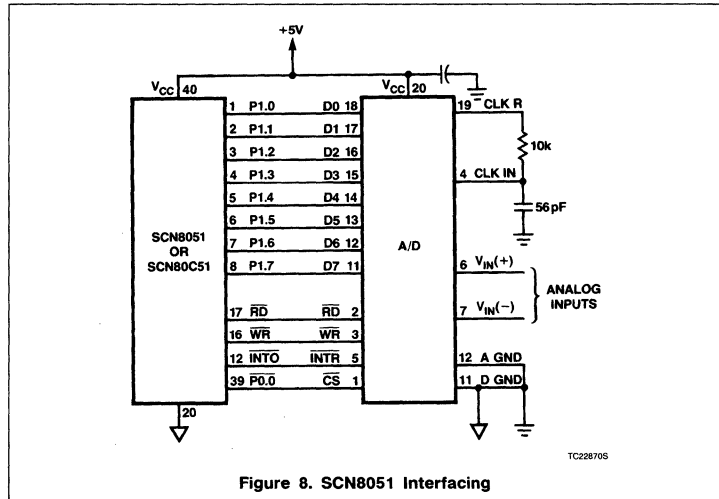 +5V
VCC 40
VCC 20
1 P1.0 D0 18
2 P1.1 D1 17
3 P1.2 D2 16
4 P1.3 D3 15
5 P1.4 D4 14
6 P1.5 D5 13
7 P1.6 D6 12
8 P1.7 D7 11
17 RD RD 2
16 WR WR 3
12 INTO INTR 5
39 P0.0 CS 1
20
SCN8051
OR
SCN80C51
A/D
19 CLK R
10k
4 CLK IN
56pF
6 VIN(+)
7 VIN(−)
ANALOG
INPUTS
12 A GND
11 D GND
TC22870S
Figure 8. SCN8051 Interfacing